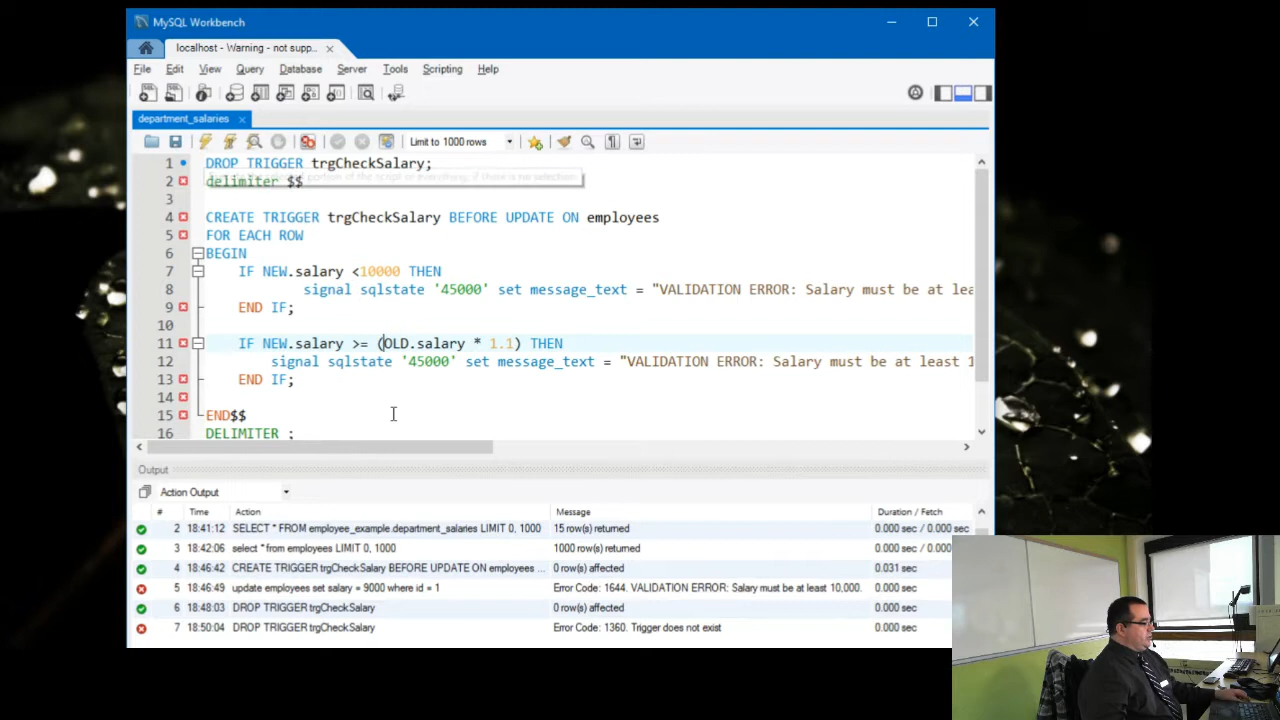 MySQL Workbench
localhost - Warning - not supp..
File Edit View Query Database Server Tools Scripting Help
department_salaries
Limit to 1000 rows
1 DROP TRIGGER trgCheckSalary;
2 delimiter $$
portion of the script or everything, if there is no selection
3
4 CREATE TRIGGER trgCheckSalary BEFORE UPDATE ON employees
5 FOR EACH ROW
6 BEGIN
7 IF NEW.salary <10000 THEN
8 signal sqlstate '45000' set message_text = "VALIDATION ERROR: Salary must be at lea
9 END IF;
10
11 IF NEW.salary >= (OLD.salary * 1.1) THEN
12 signal sqlstate '45000' set message_text = "VALIDATION ERROR: Salary must be at least 1
13 END IF;
14
15 END$$
16 DELIMITER ;
Output
Action Output
# Time Action Message Duration / Fetch
2 18:41:12 SELECT * FROM employee_example.department_salaries LIMIT 0, 1000 15 row(s) returned 0.000 sec / 0.000 sec
3 18:42:06 select * from employees LIMIT 0, 1000 1000 row(s) returned 0.000 sec / 0.000
4 18:46:42 CREATE TRIGGER trgCheckSalary BEFORE UPDATE ON employees ... 0 row(s) affected 0.031 sec
5 18:46:49 update employees set salary = 9000 where id = 1 Error Code: 1644. VALIDATION ERROR: Salary must be at least 10,000. 0.000 sec
6 18:48:03 DROP TRIGGER trgCheckSalary 0 row(s) affected 0.000 sec
7 18:50:04 DROP TRIGGER trgCheckSalary Error Code: 1360. Trigger does not exist 0.000 sec